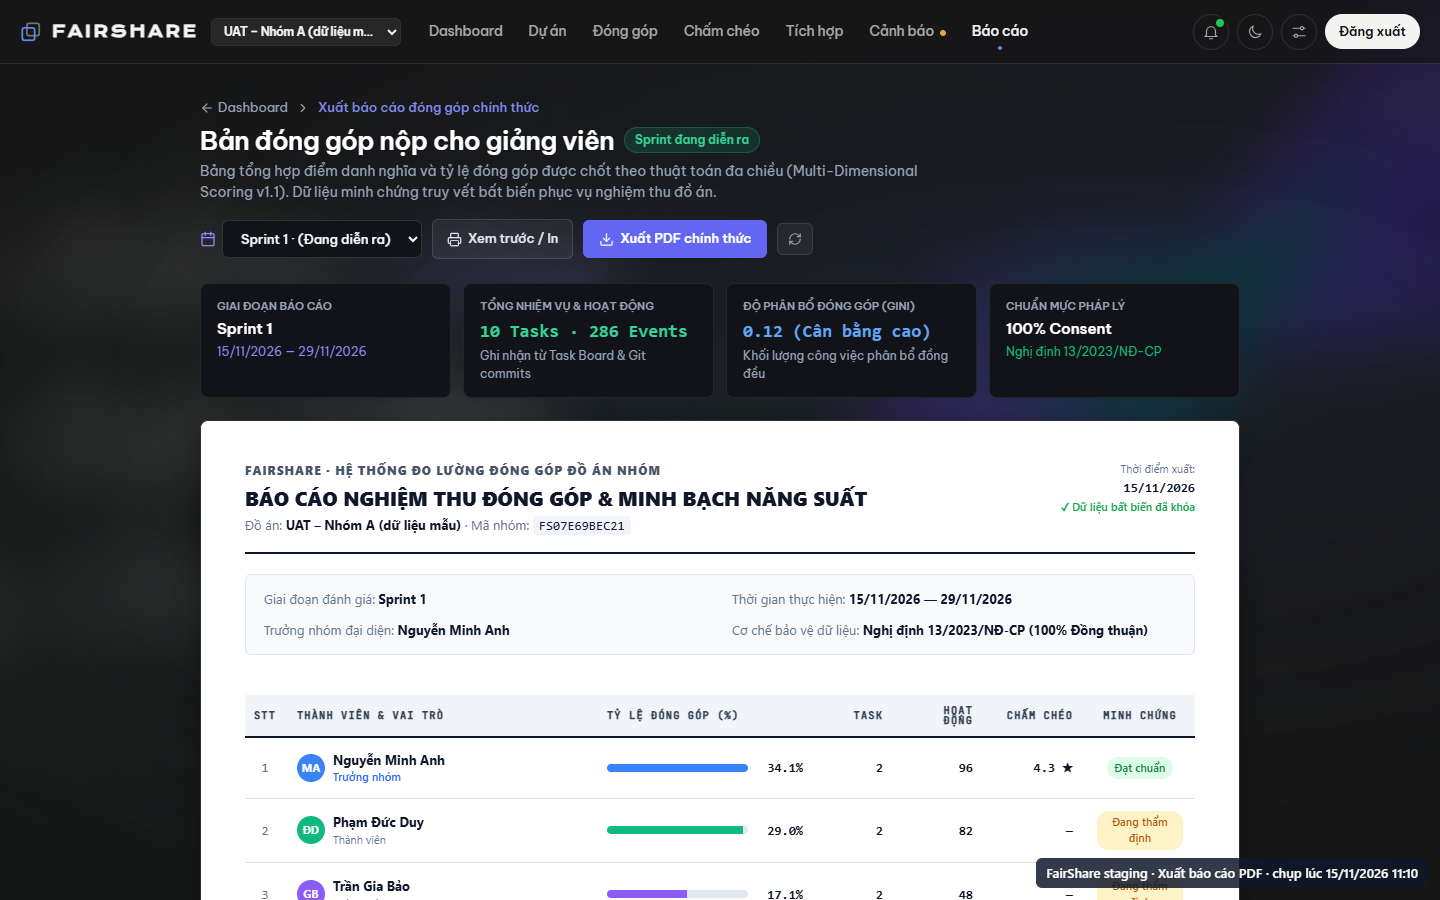 FAIRSHARE
UAT – Nhóm A (dữ liệu m...
Dashboard
Dự án
Đóng góp
Chấm chéo
Tích hợp
Cảnh báo
Báo cáo
Đăng xuất
Dashboard
Xuất báo cáo đóng góp chính thức
Bản đóng góp nộp cho giảng viên
Sprint đang diễn ra
Bảng tổng hợp điểm danh nghĩa và tỷ lệ đóng góp được chốt theo thuật toán đa chiều (Multi-Dimensional
Scoring v1.1). Dữ liệu minh chứng truy vết bất biến phục vụ nghiệm thu đồ án.
Sprint 1 · (Đang diễn ra)
Xem trước / In
Xuất PDF chính thức
GIAI ĐOẠN BÁO CÁO
Sprint 1
15/11/2026 — 29/11/2026
TỔNG NHIỆM VỤ & HOẠT ĐỘNG
10 Tasks · 286 Events
Ghi nhận từ Task Board & Git
commits
ĐỘ PHÂN BỔ ĐÓNG GÓP (GINI)
0.12 (Cân bằng cao)
Khối lượng công việc phân bổ đồng
đều
CHUẨN MỰC PHÁP LÝ
100% Consent
Nghị định 13/2023/NĐ-CP
FAIRSHARE · HỆ THỐNG ĐO LƯỜNG ĐÓNG GÓP ĐỒ ÁN NHÓM
BÁO CÁO NGHIỆM THU ĐÓNG GÓP & MINH BẠCH NĂNG SUẤT
Đồ án: UAT – Nhóm A (dữ liệu mẫu) · Mã nhóm: FS07E69BEC21
Thời điểm xuất:
15/11/2026
✓ Dữ liệu bất biến đã khóa
Giai đoạn đánh giá: Sprint 1
Thời gian thực hiện: 15/11/2026 — 29/11/2026
Trưởng nhóm đại diện: Nguyễn Minh Anh
Cơ chế bảo vệ dữ liệu: Nghị định 13/2023/NĐ-CP (100% Đồng thuận)
STT
THÀNH VIÊN & VAI TRÒ
TỶ LỆ ĐÓNG GÓP (%)
TASK
HOẠT
ĐỘNG
CHẤM CHÉO
MINH CHỨNG
1
MA
Nguyễn Minh Anh
Trưởng nhóm
34.1%
2
96
4.3 ★
Đạt chuẩn
2
ĐD
Phạm Đức Duy
Thành viên
29.0%
2
82
—
Đang thẩm
định
3
GB
Trần Gia Bảo
17.1%
2
48
—
FairShare staging · Xuất báo cáo PDF · chụp lúc 15/11/2026 11:10